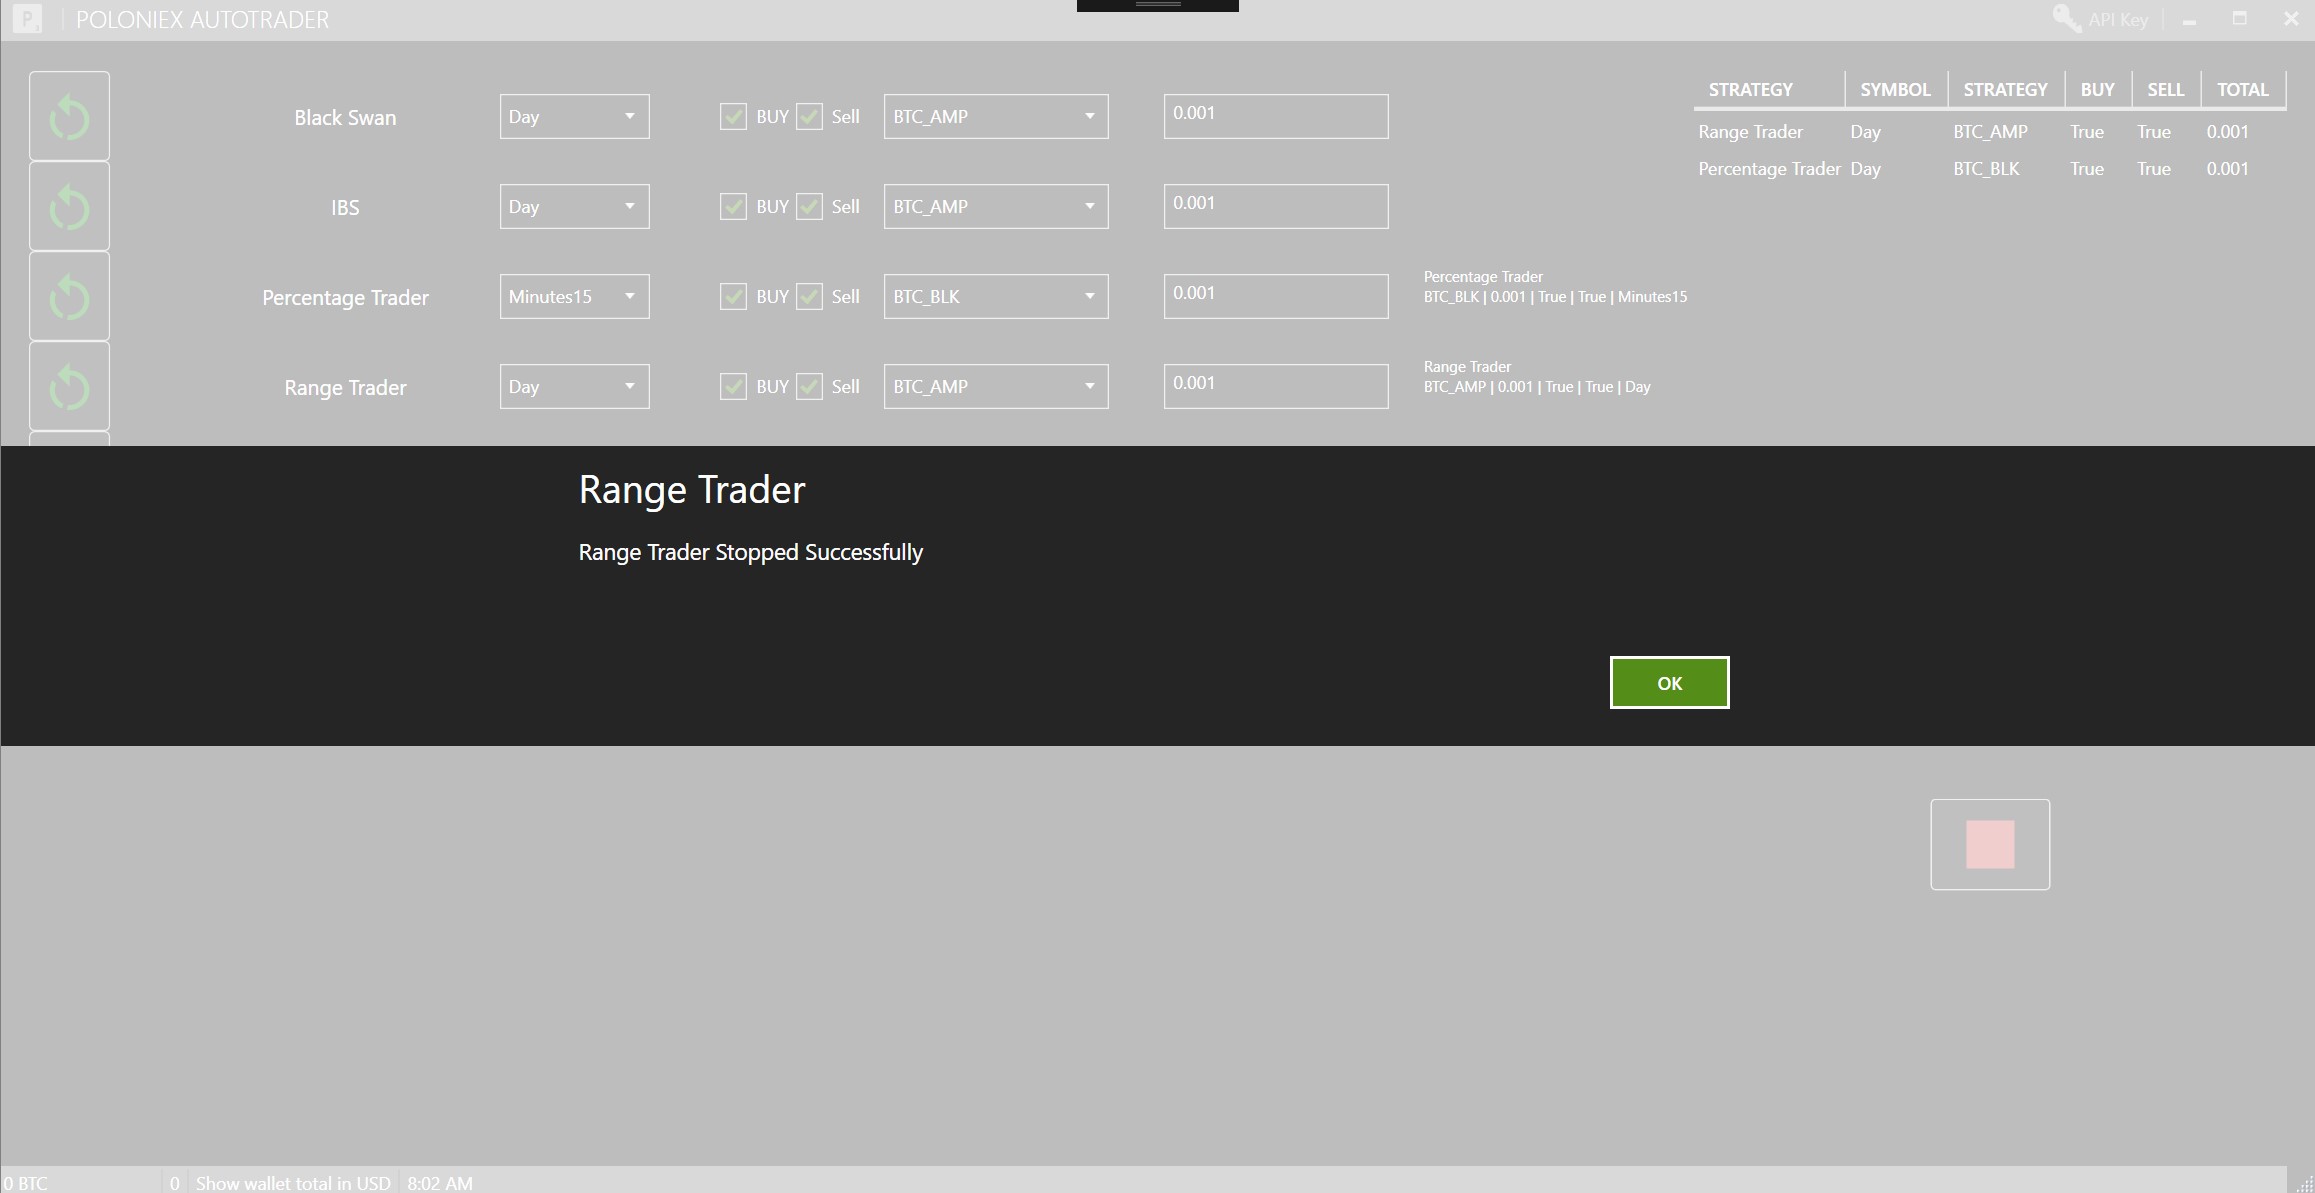 P
POLONIEX AUTOTRADER
API Key
STRATEGY SYMBOL STRATEGY BUY SELL TOTAL
Range Trader Day BTC_AMP True True 0.001
Percentage Trader Day BTC_BLK True True 0.001
Black Swan Day BUY Sell BTC_AMP 0.001
IBS Day BUY Sell BTC_AMP 0.001
Percentage Trader Minutes15 BUY Sell BTC_BLK 0.001
Percentage Trader
BTC_BLK | 0.001 | True | True | Minutes15
Range Trader Day BUY Sell BTC_AMP 0.001
Range Trader
BTC_AMP | 0.001 | True | True | Day
Range Trader
Range Trader Stopped Successfully
OK
0 BTC 0 Show wallet total in USD 8:02 AM